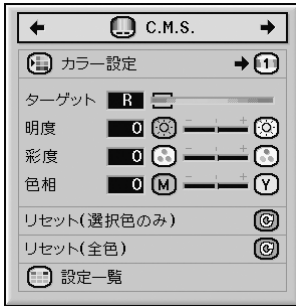 C.M.S.
カラー設定 1
ターゲット R
明度 0
彩度 0
色相 0 M Y
リセット(選択色のみ)
リセット(全色)
設定一覧